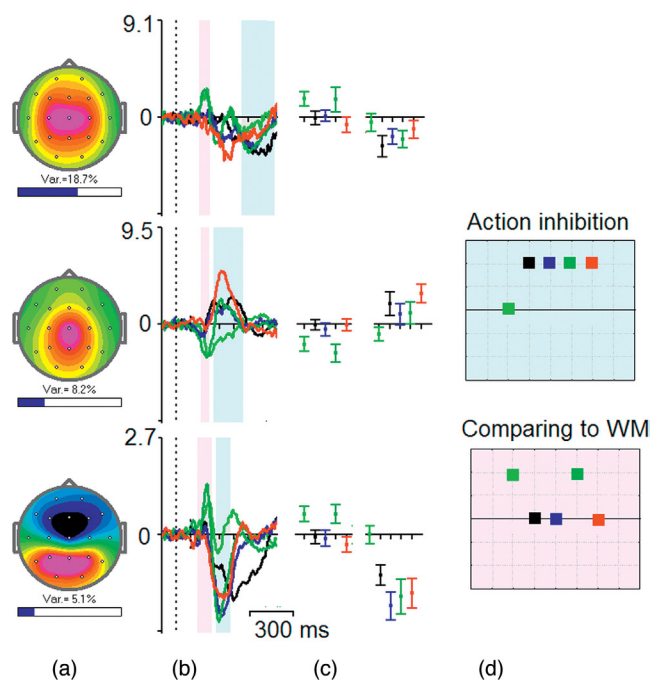 9.1
0
Var.=18.7%
9.5
0
Var.= 8.2%
Action inhibition
2.7
0
Var.= 5.1%
Comparing to WM
300 ms
(a) (b) (c) (d)